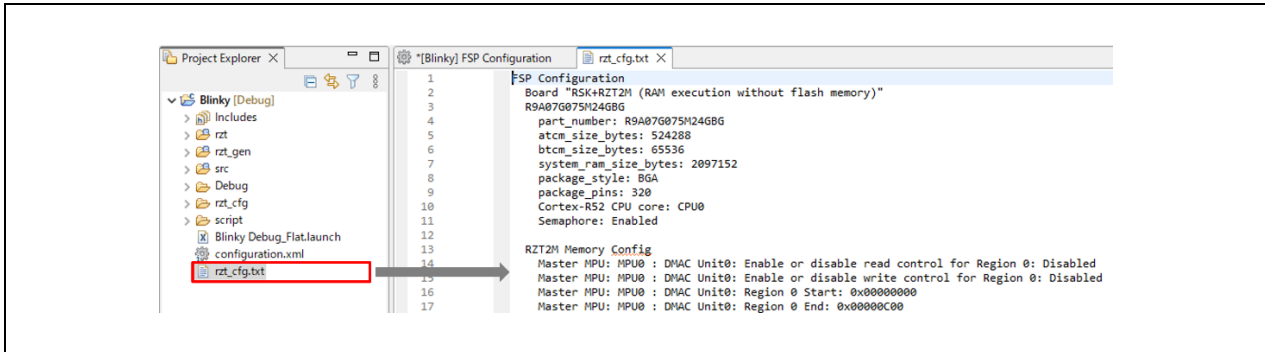 Project Explorer
Blinky [Debug]
Includes
rzt
rzt_gen
src
Debug
rzt_cfg
script
Blinky Debug_Flat.launch
configuration.xml
rzt_cfg.txt
*[Blinky] FSP Configuration
rzt_cfg.txt
1 FSP Configuration
2 Board "RSK+RZT2M (RAM execution without flash memory)"
3 R9A07G075M24GBG
4 part_number: R9A07G075M24GBG
5 atcm_size_bytes: 524288
6 btcm_size_bytes: 65536
7 system_ram_size_bytes: 2097152
8 package_style: BGA
9 package_pins: 320
10 Cortex-R52 CPU core: CPU0
11 Semaphore: Enabled
12
13 RZT2M Memory Config
14 Master MPU: MPU0 : DMAC Unit0: Enable or disable read control for Region 0: Disabled
15 Master MPU: MPU0 : DMAC Unit0: Enable or disable write control for Region 0: Disabled
16 Master MPU: MPU0 : DMAC Unit0: Region 0 Start: 0x00000000
17 Master MPU: MPU0 : DMAC Unit0: Region 0 End: 0x00000C00